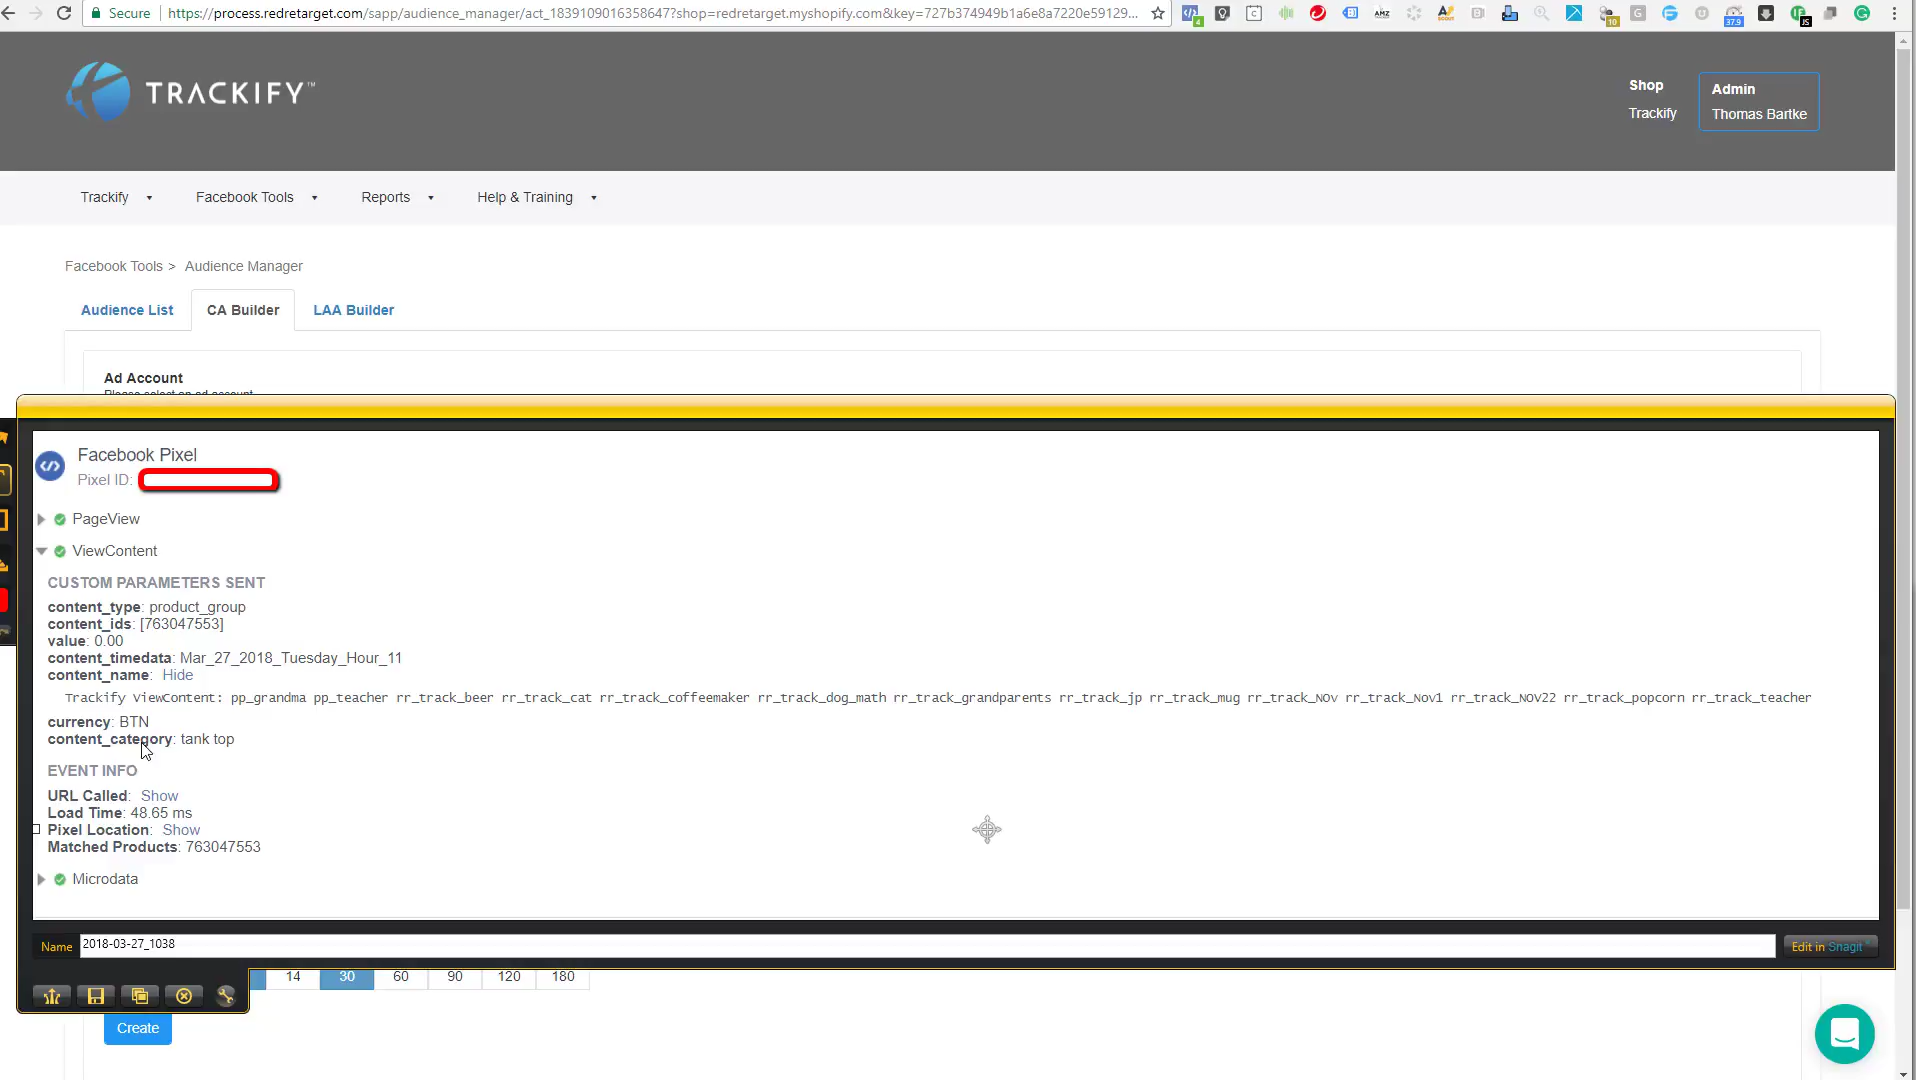 Secure
https://process.redretarget.com/sapp/audience_manager/act_1839109016358647?shop=redretarget.myshopify.com&key=727b374949b1a6e8a7220e59129...
TRACKIFY™
Shop
Trackify
Admin
Thomas Bartke
Trackify
Facebook Tools
Reports
Help & Training
Facebook Tools > Audience Manager
Audience List
CA Builder
LAA Builder
Ad Account
Please select an ad account
Facebook Pixel
Pixel ID:
PageView
ViewContent
CUSTOM PARAMETERS SENT
content_type: product_group
content_ids: [763047553]
value: 0.00
content_timedata: Mar_27_2018_Tuesday_Hour_11
content_name: Hide
Trackify ViewContent: pp_grandma pp_teacher rr_track_beer rr_track_cat rr_track_coffeemaker rr_track_dog_math rr_track_grandparents rr_track_jp rr_track_mug rr_track_NOv rr_track_Nov1 rr_track_NOV22 rr_track_popcorn rr_track_teacher
currency: BTN
content_category: tank top
EVENT INFO
URL Called: Show
Load Time: 48.65 ms
Pixel Location: Show
Matched Products: 763047553
Microdata
Name
2018-03-27_1038
Edit in Snagit
14
30
60
90
120
180
Create